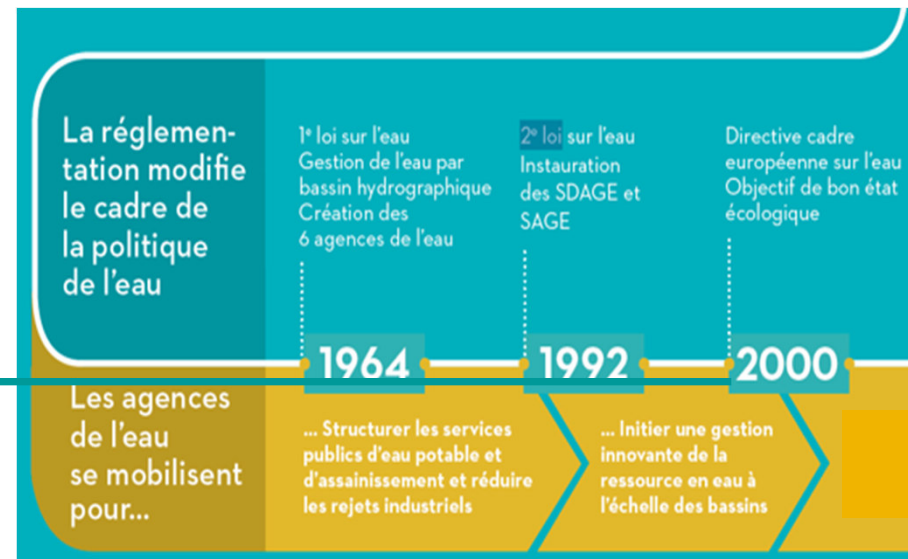 La réglemen-
tation modifie
le cadre de
la politique
de l'eau
1e loi sur l'eau
Gestion de l'eau par
bassin hydrographique
Création des
6 agences de l'eau
2e loi sur l'eau
Instauration
des SDAGE et
SAGE
Directive cadre
européenne sur l'eau
Objectif de bon état
écologique
1964
1992
2000
Les agences
de l'eau
se mobilisent
pour...
... Structurer les services
publics d'eau potable et
d'assainissement et réduire
les rejets industriels
... Initier une gestion
innovante de la
ressource en eau à
l'échelle des bassins